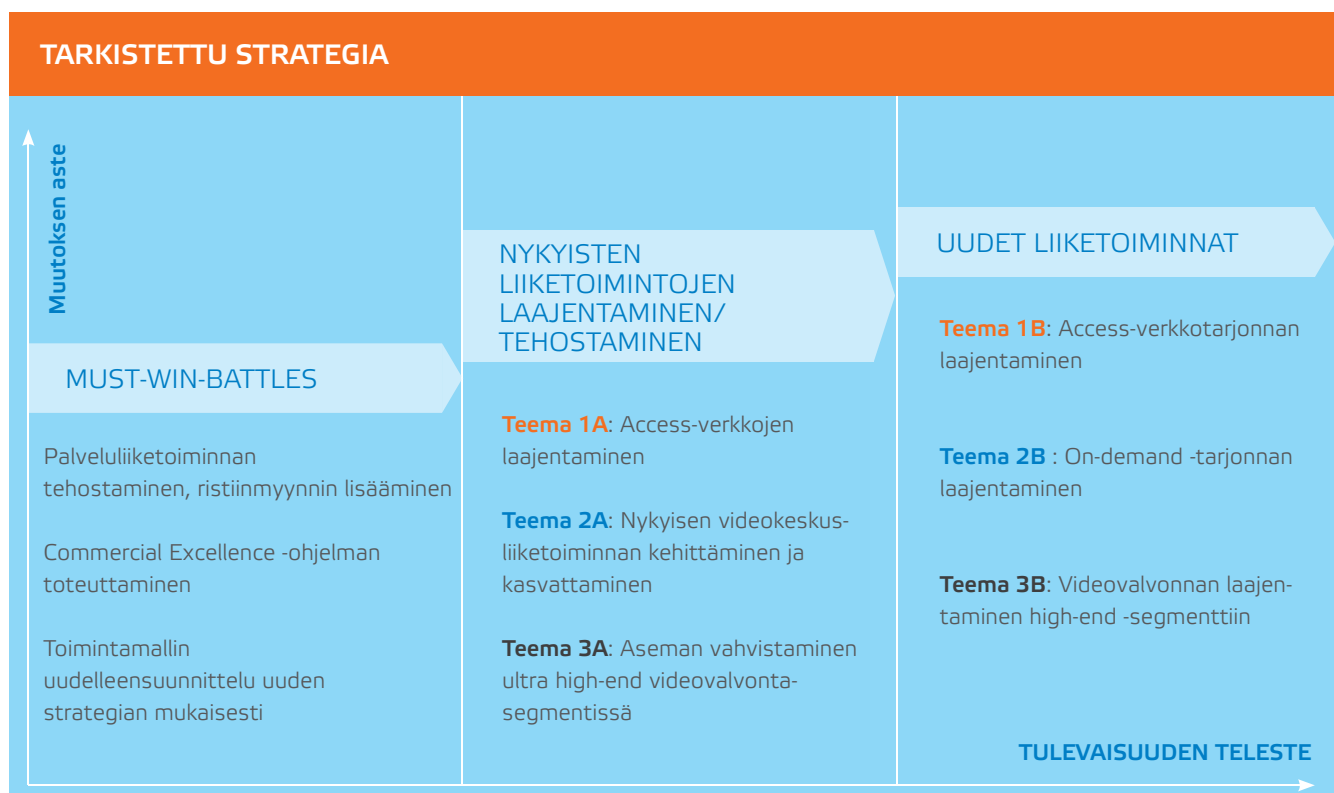 TARKISTETTU STRATEGIA
Muutoksen aste
MUST-WIN-BATTLES
Palveluliiketoiminnan
tehostaminen, ristiinmyynnin lisääminen
Commercial Excellence -ohjelman
toteuttaminen
Toimintamallin
uudelleensuunnittelu uuden
strategian mukaisesti
NYKYISTEN
LIIKETOIMINTOJEN
LAAJENTAMINEN/
TEHOSTAMINEN
Teema 1A: Access-verkkojen
laajentaminen
Teema 2A: Nykyisen videokeskus-
liiketoiminnan kehittäminen ja
kasvattaminen
Teema 3A: Aseman vahvistaminen
ultra high-end videovalvonta-
segmentissä
UUDET LIIKETOIMINNAT
Teema 1B: Access-verkkotarjonnan
laajentaminen
Teema 2B : On-demand -tarjonnan
laajentaminen
Teema 3B: Videovalvonnan laajen-
taminen high-end -segmenttiin
TULEVAISUUDEN TELESTE